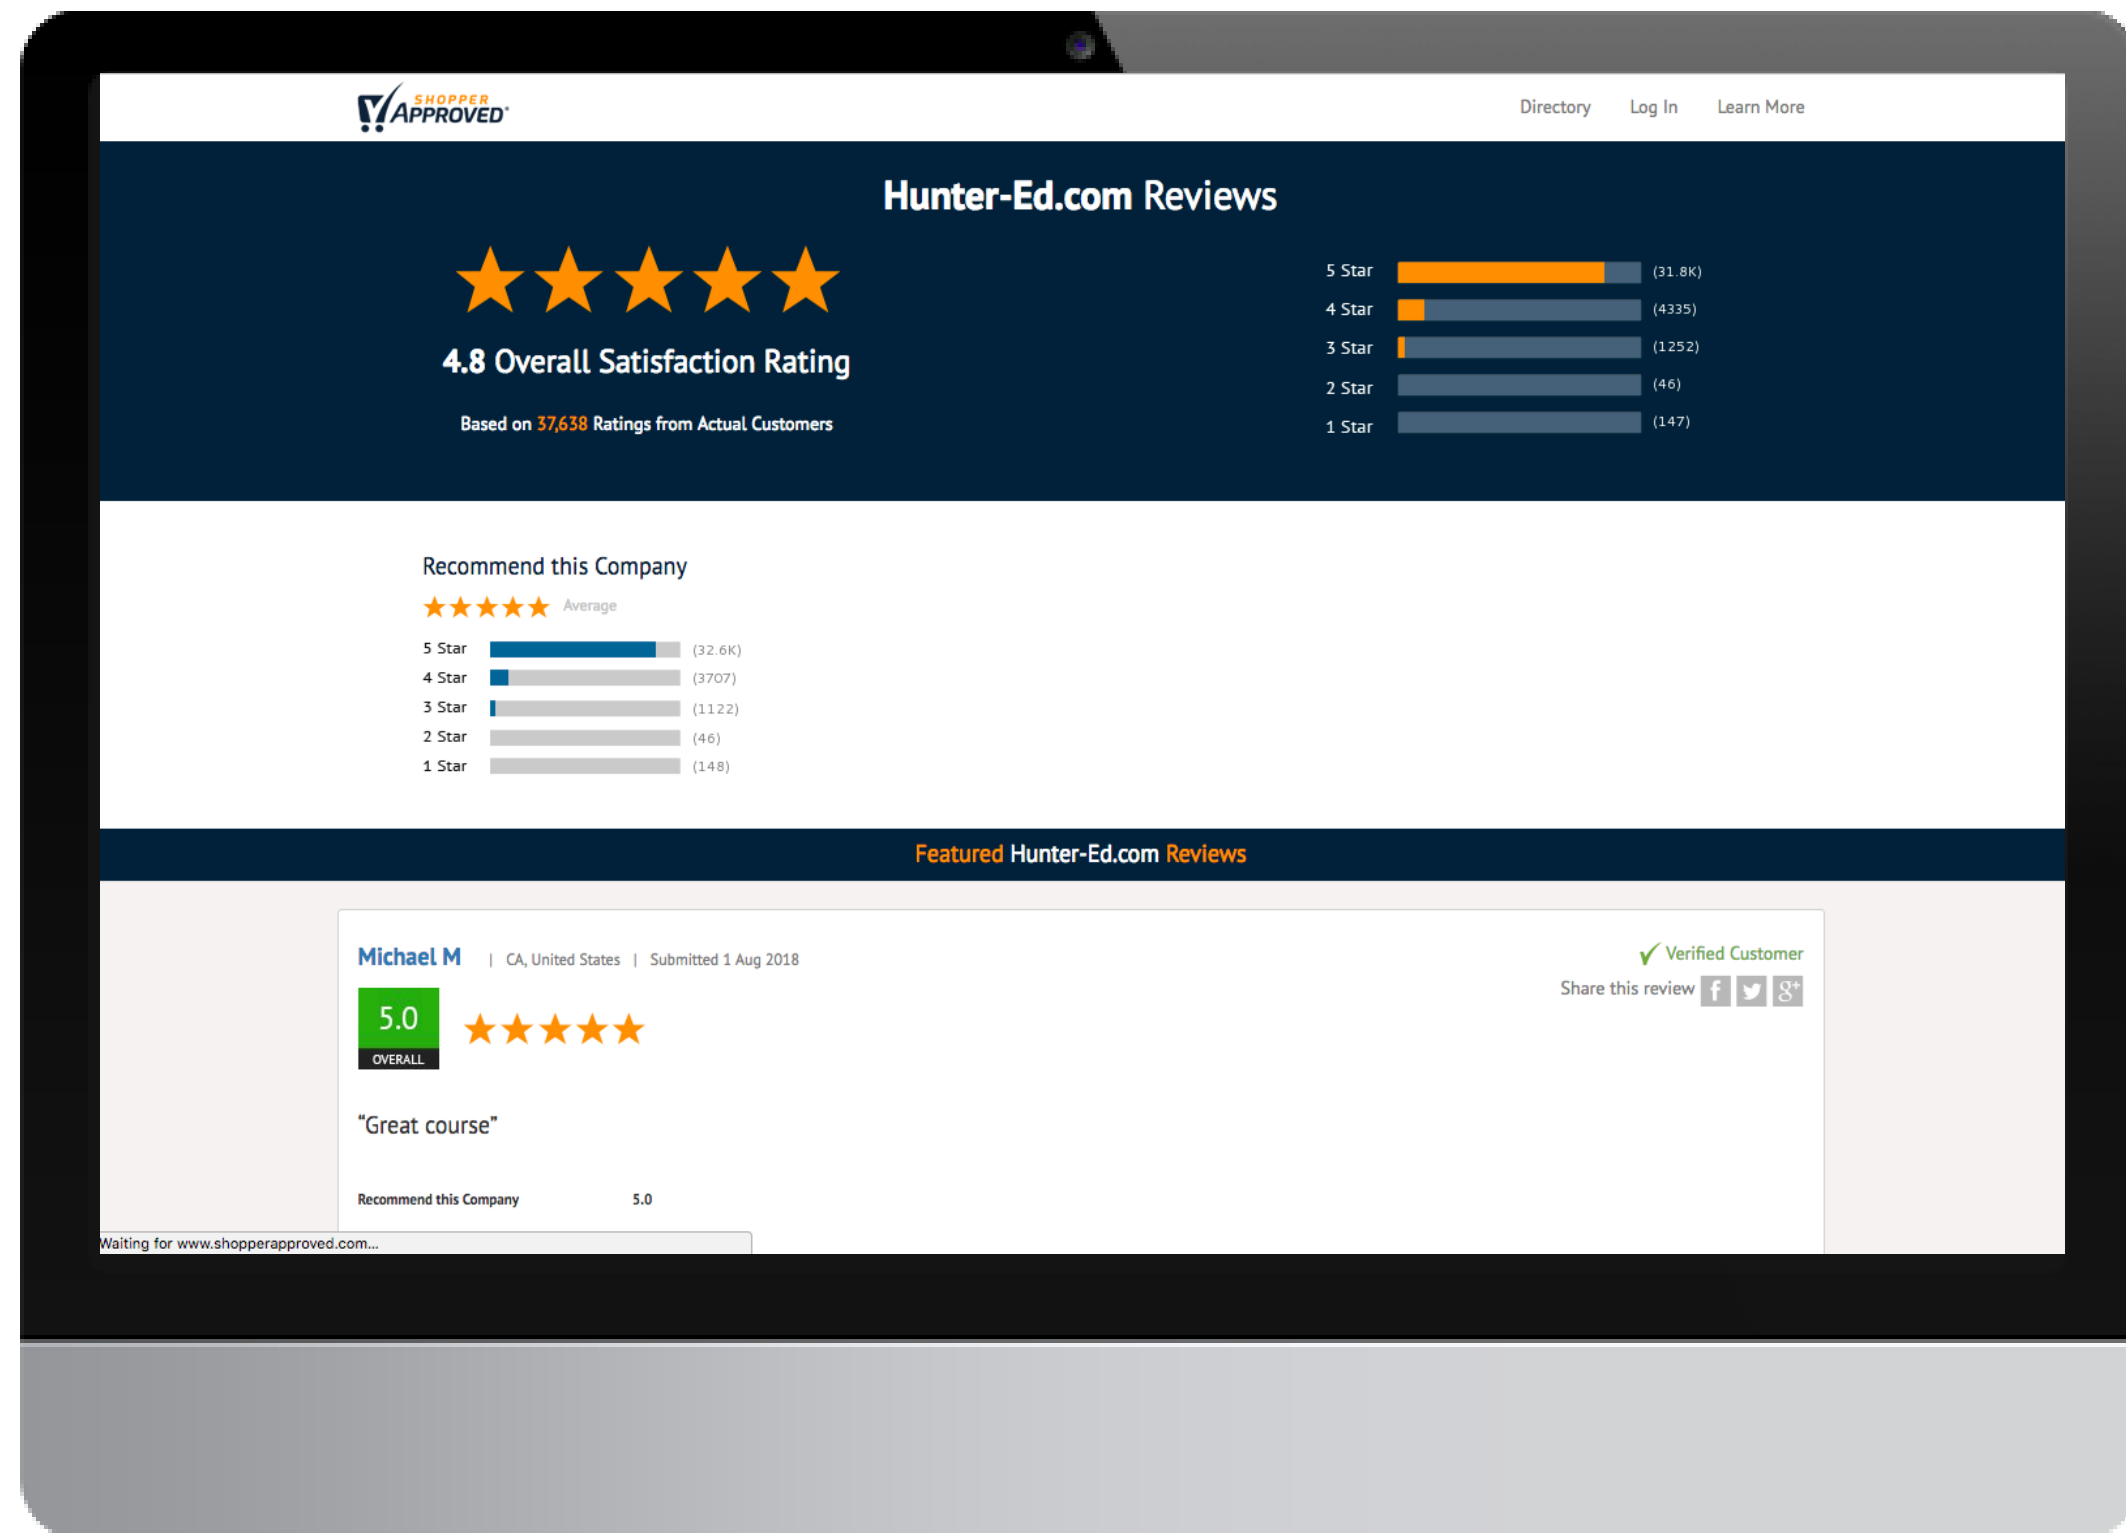 SHOPPER
APPROVED
Directory Log In Learn More
Hunter-Ed.com Reviews
4.8 Overall Satisfaction Rating
Based on 37,638 Ratings from Actual Customers
5 Star (31.8K)
4 Star (4335)
3 Star (1252)
2 Star (46)
1 Star (147)
Recommend this Company
Average
5 Star (32.6K)
4 Star (3707)
3 Star (1122)
2 Star (46)
1 Star (148)
Featured Hunter-Ed.com Reviews
Michael M | CA, United States | Submitted 1 Aug 2018
Verified Customer
Share this review f g+
5.0
OVERALL
“Great course”
Recommend this Company 5.0
Waiting for www.shopperapproved.com...